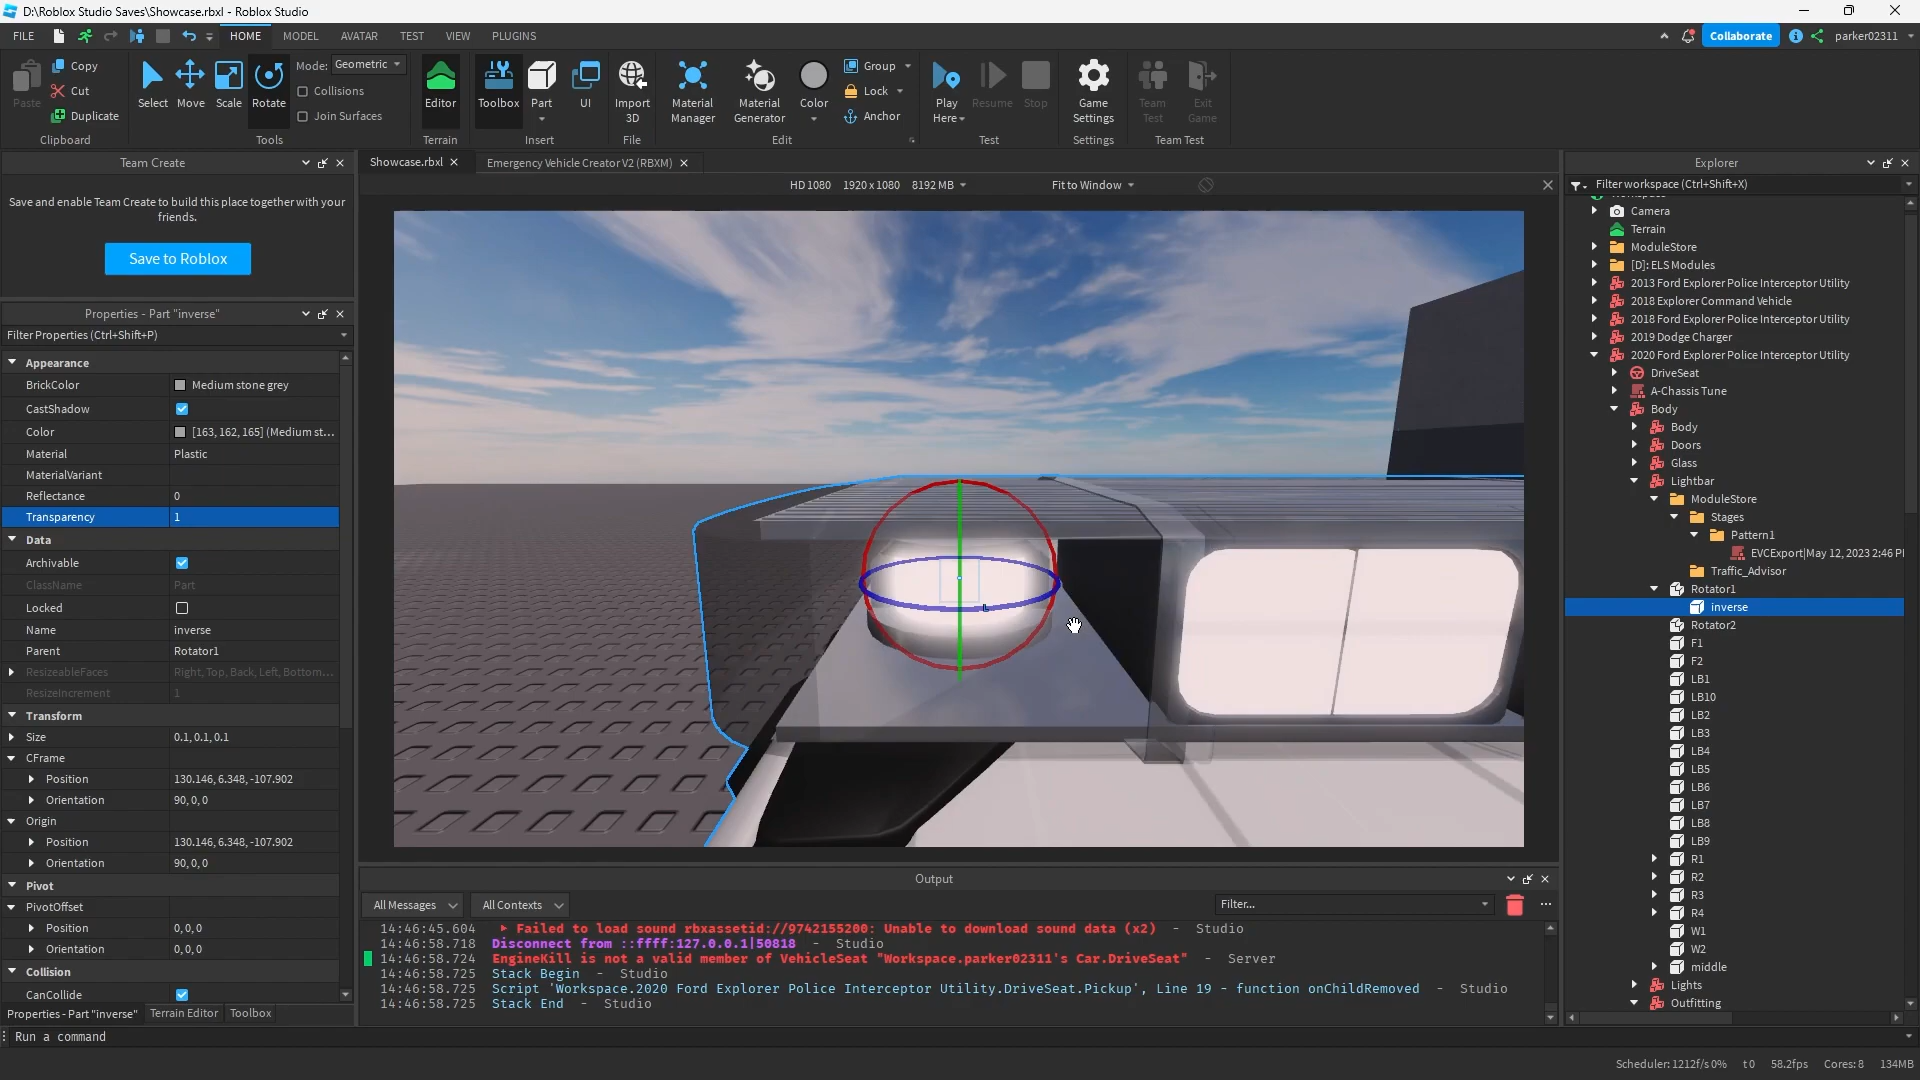 D:\Roblox Studio Saves\Showcase.rbxl - Roblox Studio
FILE
HOME
MODEL
AVATAR
TEST
VIEW
PLUGINS
Collaborate
parker02311
Paste
Copy
Cut
Duplicate
Clipboard
Select
Move
Scale
Rotate
Mode: Geometric
Collisions
Join Surfaces
Tools
Editor
Terrain
Toolbox
Part
UI
Insert
Import 3D
File
Material Manager
Material Generator
Color
Group
Lock
Anchor
Edit
Play Here
Resume
Stop
Test
Game Settings
Settings
Team Test
Exit Game
Team Test
Team Create
Save and enable Team Create to build this place together with your
friends.
Save to Roblox
Properties - Part "inverse"
Filter Properties (Ctrl+Shift+P)
Appearance
BrickColor Medium stone grey
CastShadow
Color [163, 162, 165] (Medium st...
Material Plastic
MaterialVariant
Reflectance 0
Transparency 1
Data
Archivable
ClassName Part
Locked
Name inverse
Parent Rotator1
ResizeableFaces Right, Top, Back, Left, Bottom...
ResizeIncrement 1
Transform
Size 0.1, 0.1, 0.1
CFrame
Position 130.146, 6.348, -107.902
Orientation 90, 0, 0
Origin
Position 130.146, 6.348, -107.902
Orientation 90, 0, 0
Pivot
PivotOffset
Position 0, 0, 0
Orientation 0, 0, 0
Collision
CanCollide
Properties - Part "inverse" Terrain Editor Toolbox
Run a command
Showcase.rbxl
Emergency Vehicle Creator V2 (RBXM)
HD 1080 1920 x 1080 8192 MB
Fit to Window
L
Output
All Messages
All Contexts
Filter...
14:46:45.604 Failed to load sound rbxassetid://9742155200: Unable to download sound data (x2) - Studio
14:46:58.718 Disconnect from ::ffff:127.0.0.1|50818 - Studio
14:46:58.724 EngineKill is not a valid member of VehicleSeat "Workspace.parker02311's Car.DriveSeat" - Server
14:46:58.725 Stack Begin - Studio
14:46:58.725 Script 'Workspace.2020 Ford Explorer Police Interceptor Utility.DriveSeat.Pickup', Line 19 - function onChildRemoved - Studio
14:46:58.725 Stack End - Studio
Explorer
Filter workspace (Ctrl+Shift+X)
Camera
Terrain
ModuleStore
[D]: ELS Modules
2013 Ford Explorer Police Interceptor Utility
2018 Explorer Command Vehicle
2018 Ford Explorer Police Interceptor Utility
2019 Dodge Charger
2020 Ford Explorer Police Interceptor Utility
DriveSeat
A-Chassis Tune
Body
Body
Doors
Glass
Lightbar
ModuleStore
Stages
Pattern1
EVCExport|May 12, 2023 2:46 P
Traffic_Advisor
Rotator1
inverse
Rotator2
F1
F2
LB1
LB10
LB2
LB3
LB4
LB5
LB6
LB7
LB8
LB9
R1
R2
R3
R4
W1
W2
middle
Lights
Outfitting
Scheduler: 1212f/s 0% t0 58.2fps Cores: 8 134MB